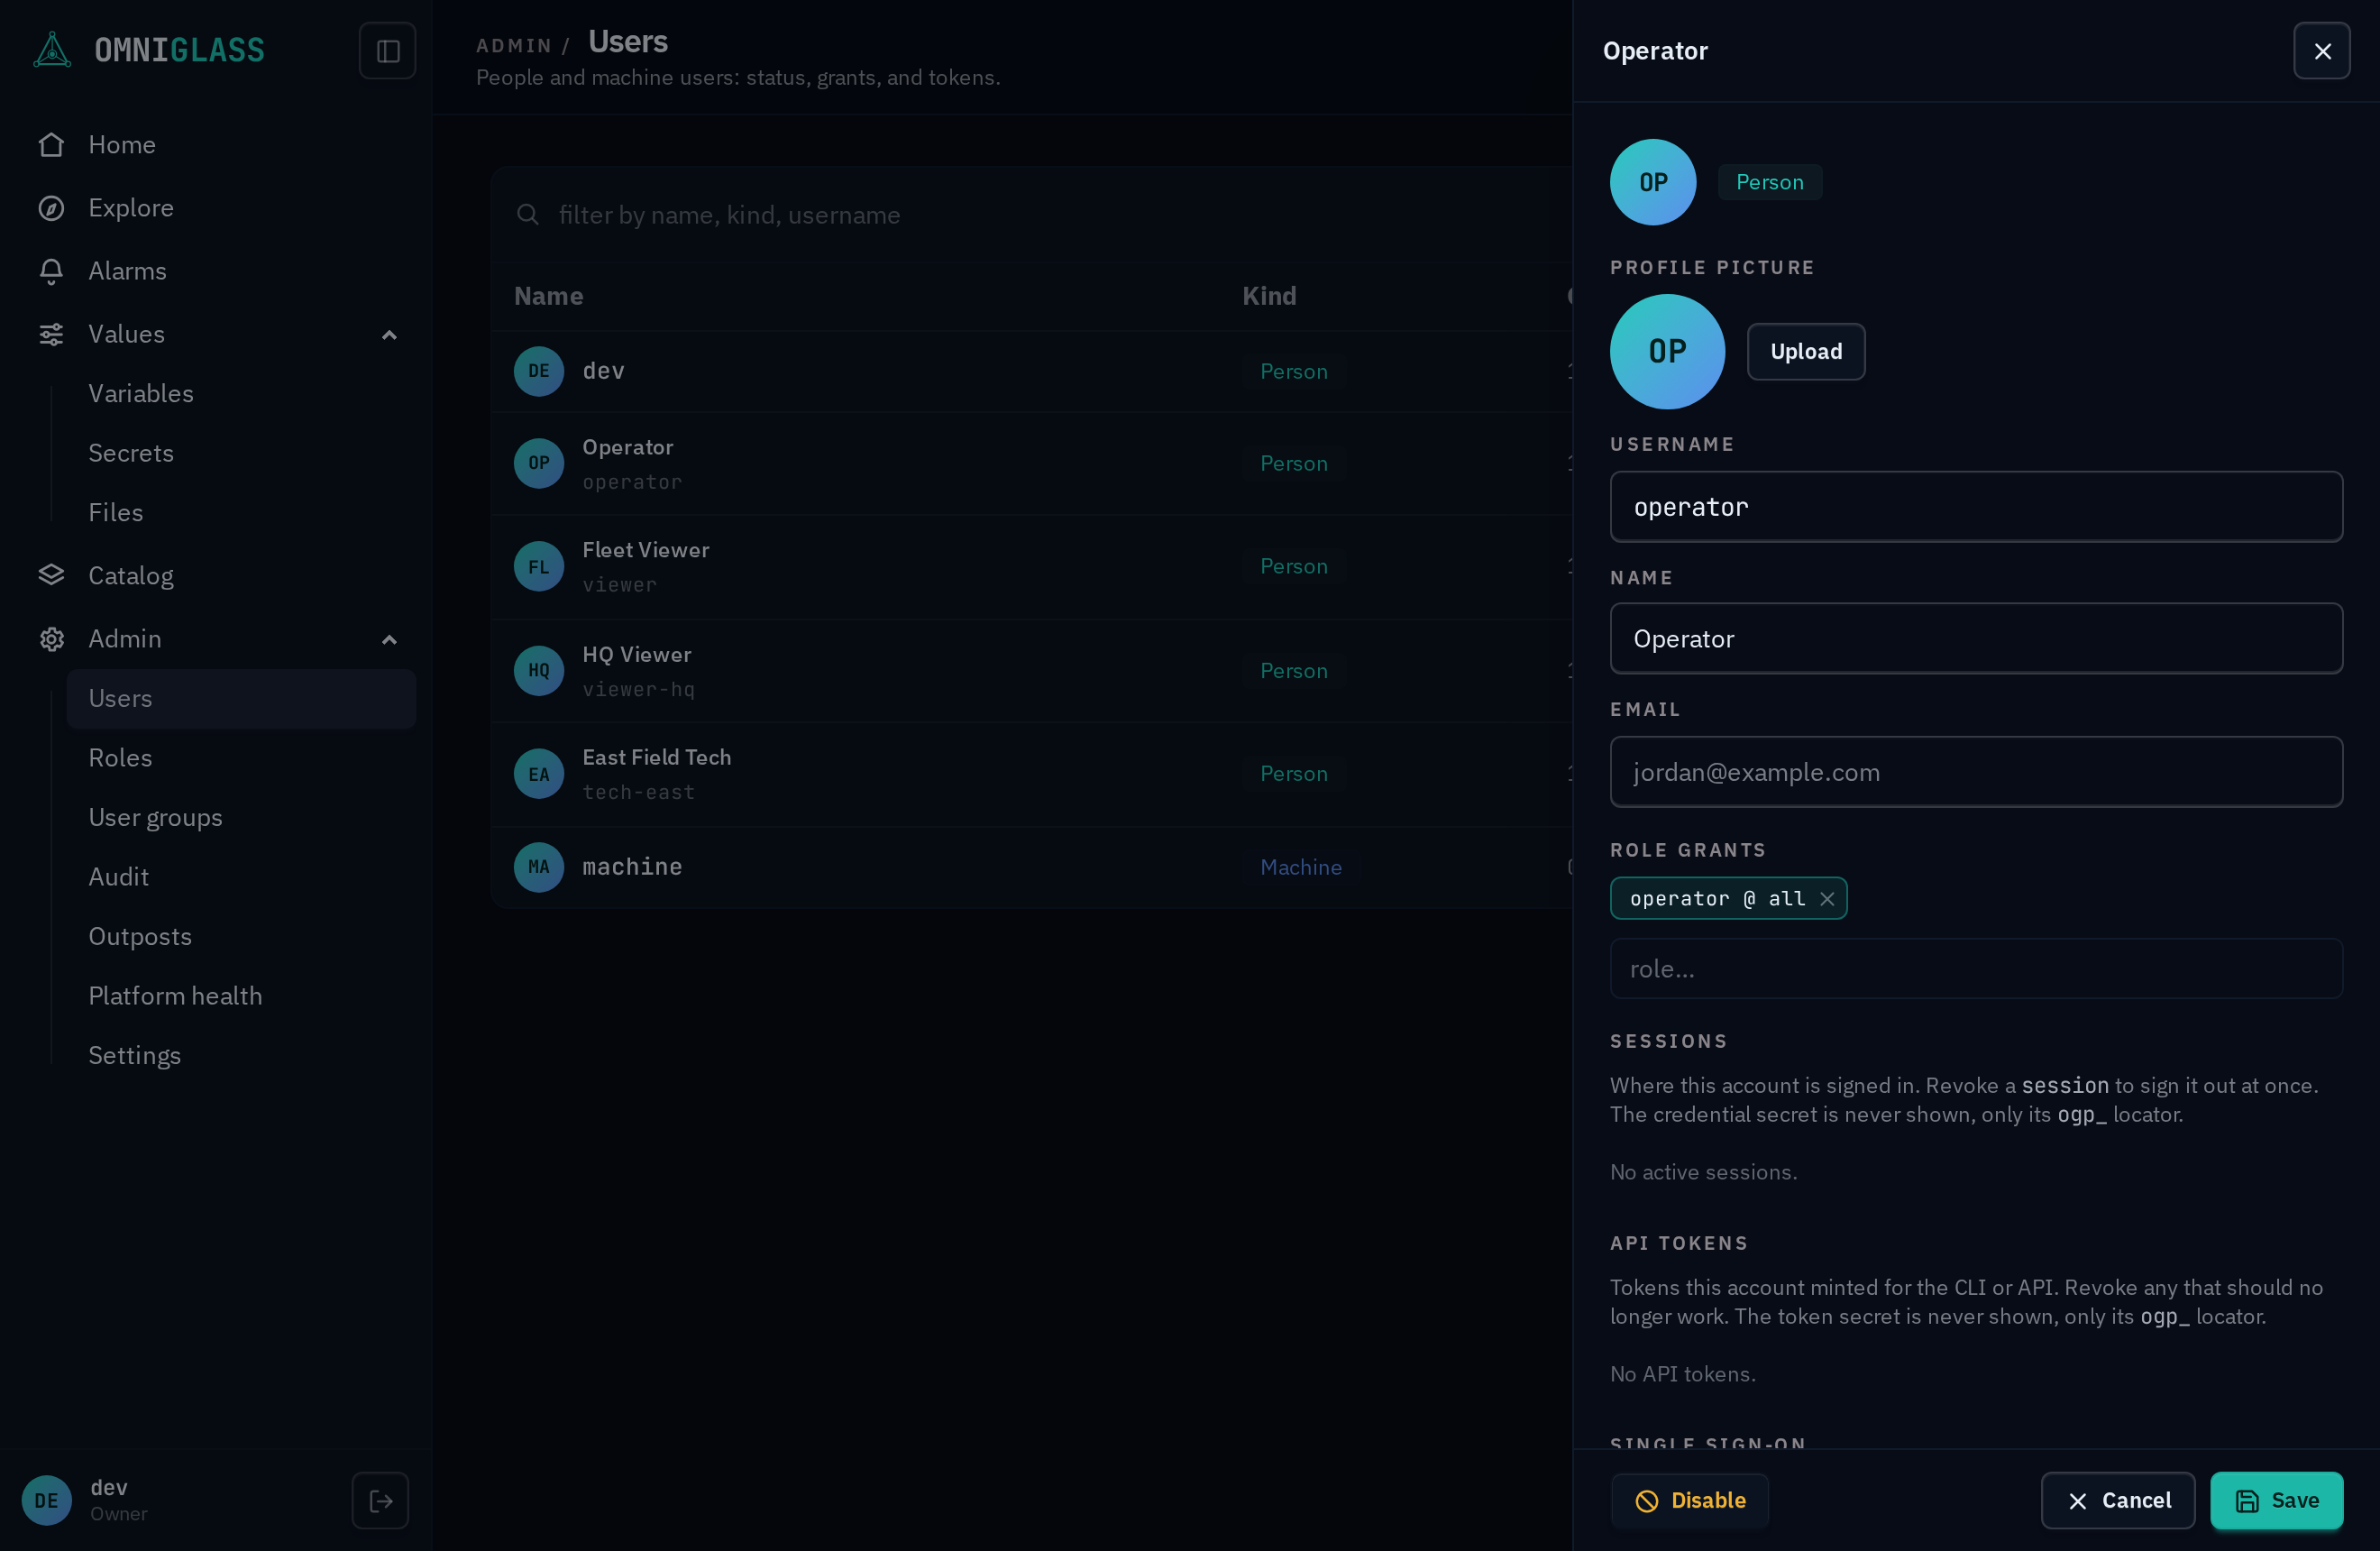 OMNIGLASS
Home
Explore
Alarms
Values
Variables
Secrets
Files
Catalog
Admin
Users
Roles
User groups
Audit
Outposts
Platform health
Settings
DE
dev
Owner
ADMIN / Users
People and machine users: status, grants, and tokens.
filter by name, kind, username
Name Kind
DE dev Person
OP Operator Person
operator
FL Fleet Viewer Person
viewer
HQ HQ Viewer Person
viewer-hq
EA East Field Tech Person
tech-east
MA machine Machine
Operator
OP Person
PROFILE PICTURE
OP Upload
USERNAME
operator
NAME
Operator
EMAIL
jordan@example.com
ROLE GRANTS
operator @ all
role...
SESSIONS
Where this account is signed in. Revoke a session to sign it out at once.
The credential secret is never shown, only its ogp_ locator.
No active sessions.
API TOKENS
Tokens this account minted for the CLI or API. Revoke any that should no
longer work. The token secret is never shown, only its ogp_ locator.
No API tokens.
SINGLE SIGN-ON
Disable Cancel Save